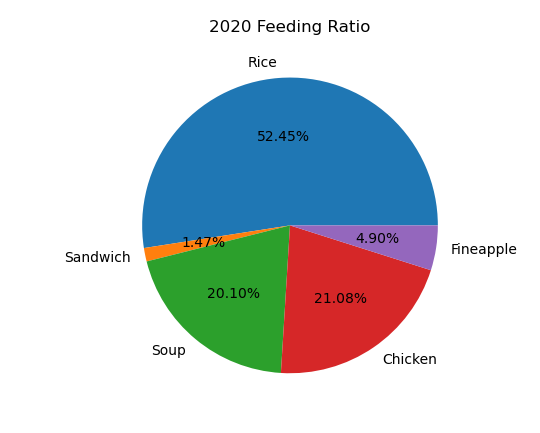 2020 Feeding Ratio
Rice
52.45%
Sandwich
1.47%
4.90%
Fineapple
20.10%
21.08%
Soup
Chicken